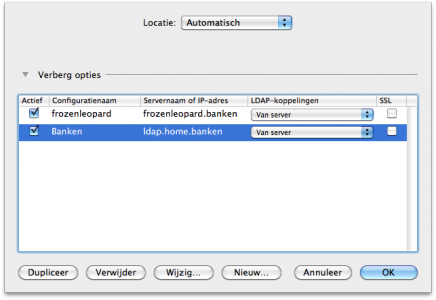 Locatie: Automatisch
Verberg opties
Actief Configuratienaam Servernaam of IP-adres LDAP-koppelingen SSL
frozenleopard frozenleopard.banken Van server
Banken ldap.home.banken Van server
Dupliceer Verwijder Wijzig... Nieuw... Annuleer OK